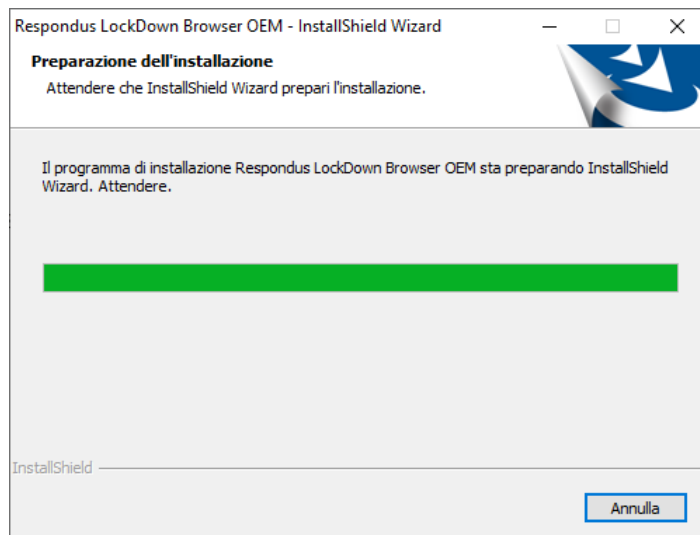 Respondus LockDown Browser OEM - InstallShield Wizard
Preparazione dell'installazione
Attendere che InstallShield Wizard prepari l'installazione.
Il programma di installazione Respondus LockDown Browser OEM sta preparando InstallShield
Wizard. Attendere.
InstallShield
Annulla